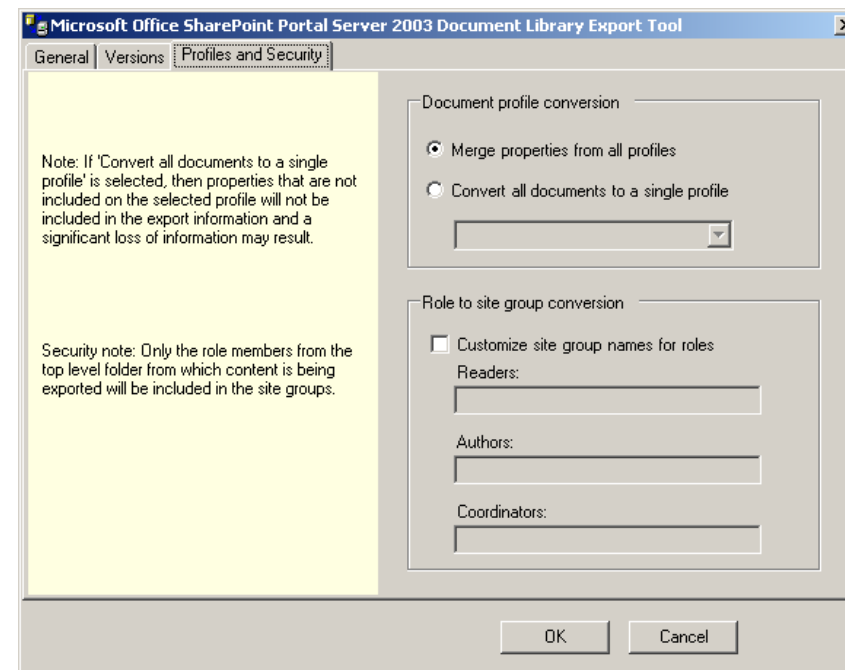 Microsoft Office SharePoint Portal Server 2003 Document Library Export Tool
General
Versions
Profiles and Security
Note: If 'Convert all documents to a single
profile' is selected, then properties that are not
included on the selected profile will not be
included in the export information and a
significant loss of information may result.
Security note: Only the role members from the
top level folder from which content is being
exported will be included in the site groups.
Document profile conversion
Merge properties from all profiles
Convert all documents to a single profile
Role to site group conversion
Customize site group names for roles
Readers:
Authors:
Coordinators:
OK
Cancel